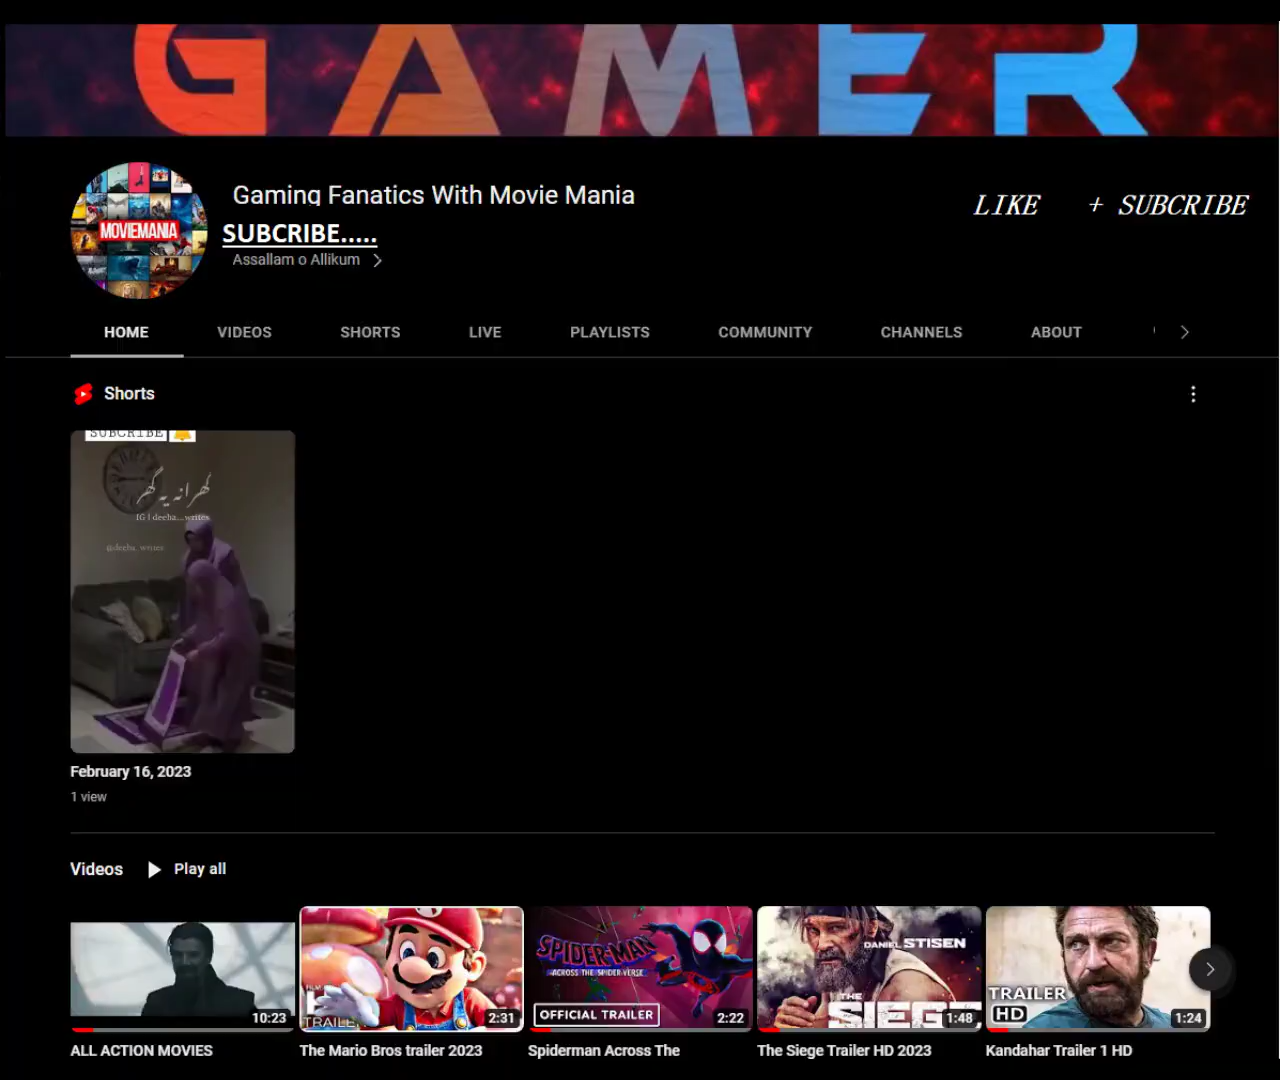 GAMER
MOVIEMANIA
Gaming Fanatics With Movie Mania
SUBCRIBE.....
Assallam o Allikum
LIKE + SUBCRIBE
HOME VIDEOS SHORTS LIVE PLAYLISTS COMMUNITY CHANNELS ABOUT
Shorts
SUBCRIBE
گھرانہ یہ گھر
IG | deeba__writes
@deeba_writes
February 16, 2023
1 view
Videos Play all
10:23
FILM
TRAILE
2:31
SPIDER-MAN
ACROSS THE SPIDER-VERSE
OFFICIAL TRAILER
2:22
DANIEL STISEN
THE
SIEGE
1:48
TRAILER
HD
1:24
ALL ACTION MOVIES
The Mario Bros trailer 2023
Spiderman Across The
The Siege Trailer HD 2023
Kandahar Trailer 1 HD